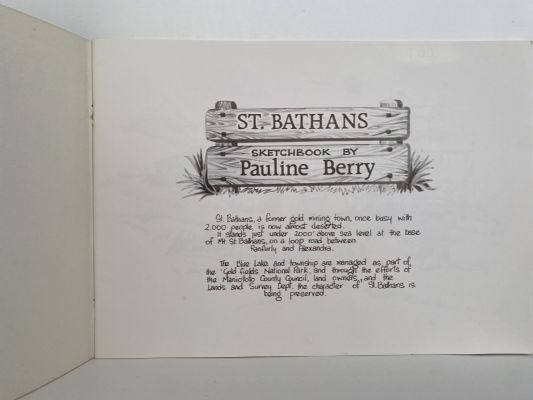 ST. BATHANS
SKETCHBOOK BY
Pauline Berry
St. Bathans, a former gold mining town, once busy with
2,000 people is now almost deserted.
It stands just under 2000' above sea level at the base
of Mt. St. Bathans, on a loop road between
Ranfurly and Alexandra.
The Blue Lake and township are managed as part of
the 'Gold Fields National Park', and through the efforts of
the Maniototo County Council, land owners, and the
Lands and Survey Dept. the character of St. Bathans is
being preserved.